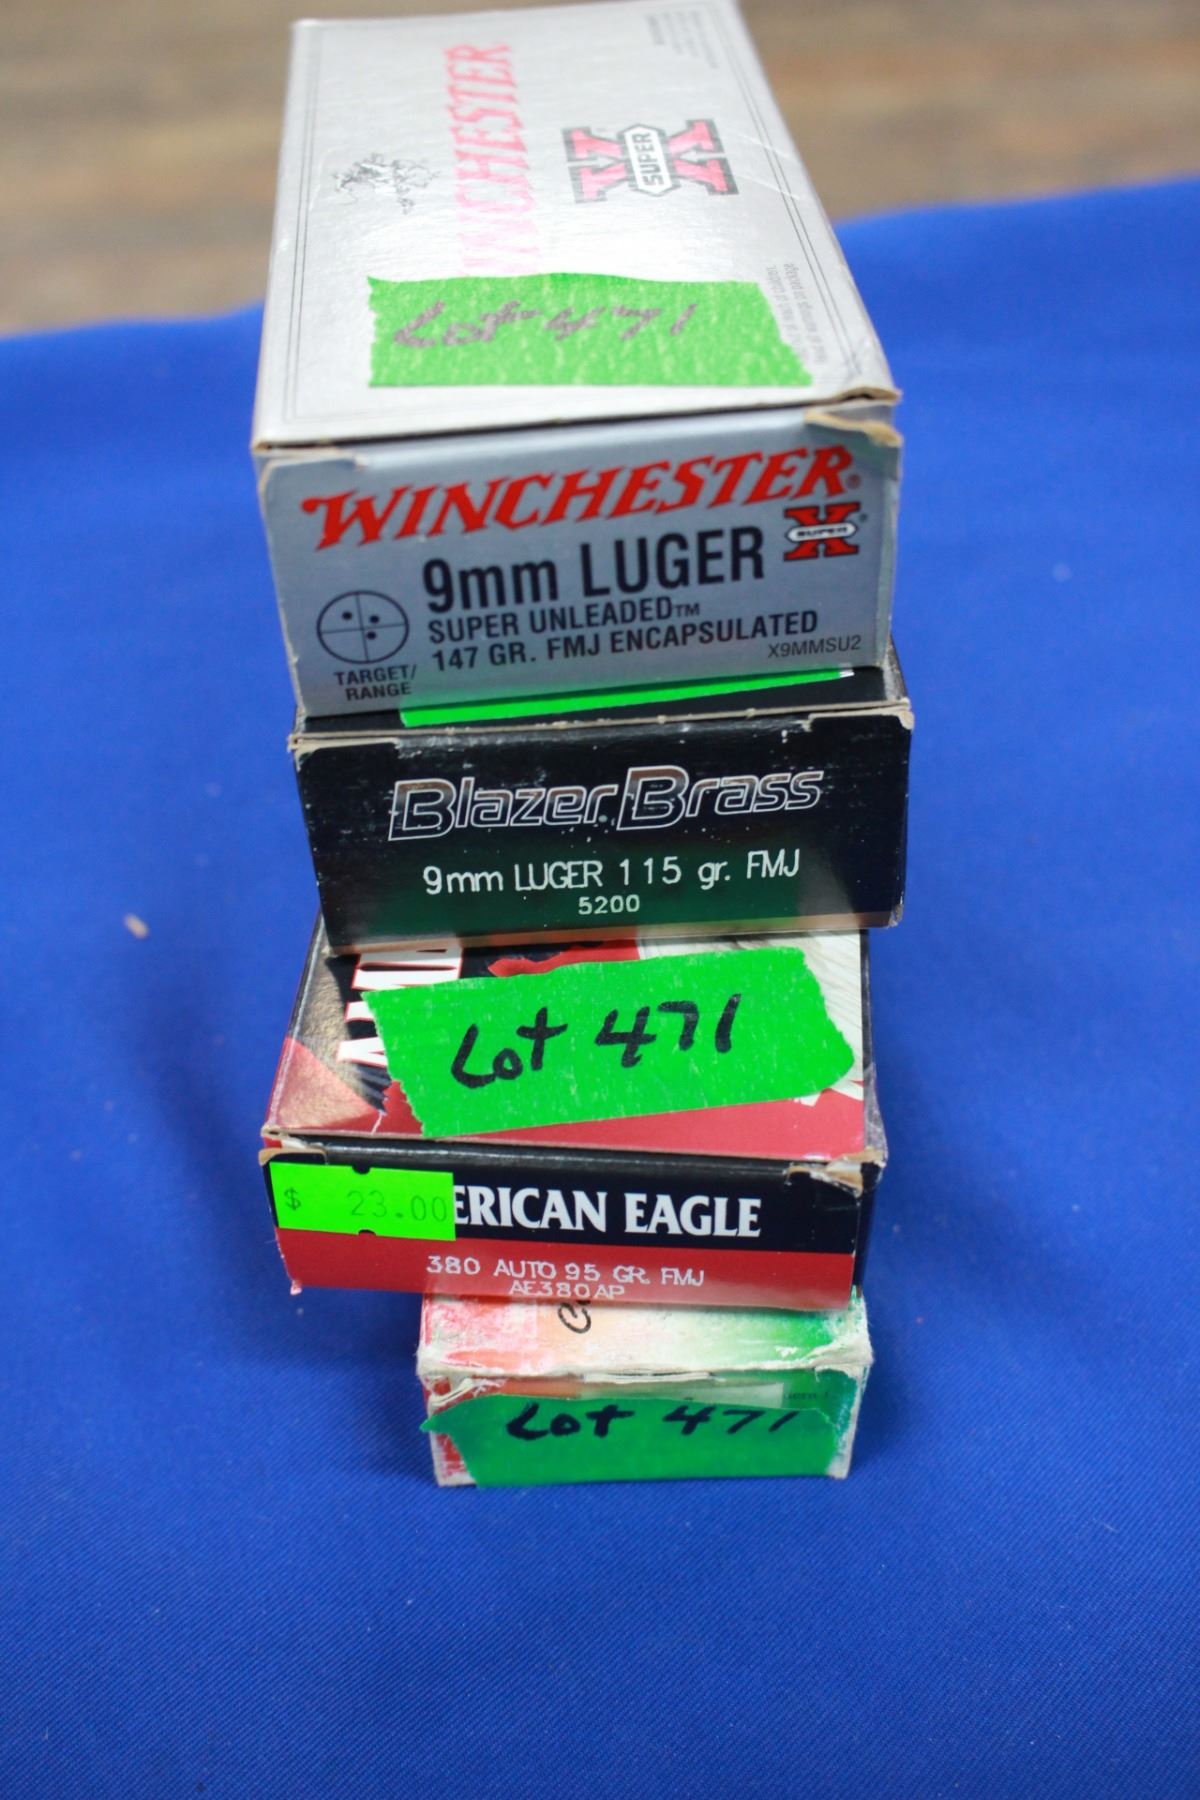 WINCHESTER
SUPER X
Lot 471
WINCHESTER®
SUPER X
9mm LUGER
SUPER UNLEADED™
147 GR. FMJ ENCAPSULATED
X9MMSU2
TARGET/
RANGE
Blazer Brass
9mm LUGER 115 gr. FMJ
5200
Lot 471
$ 23.00
ERICAN EAGLE
380 AUTO 95 GR. FMJ
AE380AP
Lot 471